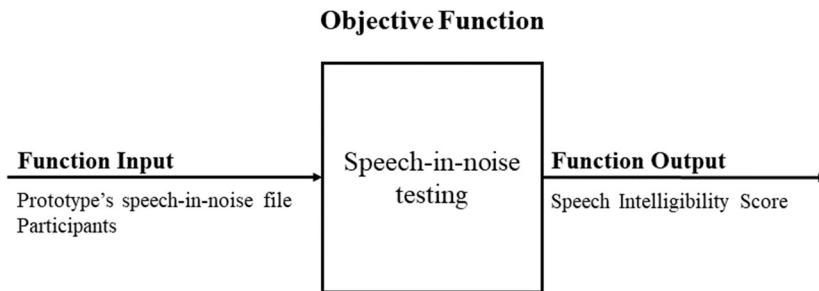 Objective Function
Function Input
Prototype's speech-in-noise file
Participants
Speech-in-noise
testing
Function Output
Speech Intelligibility Score